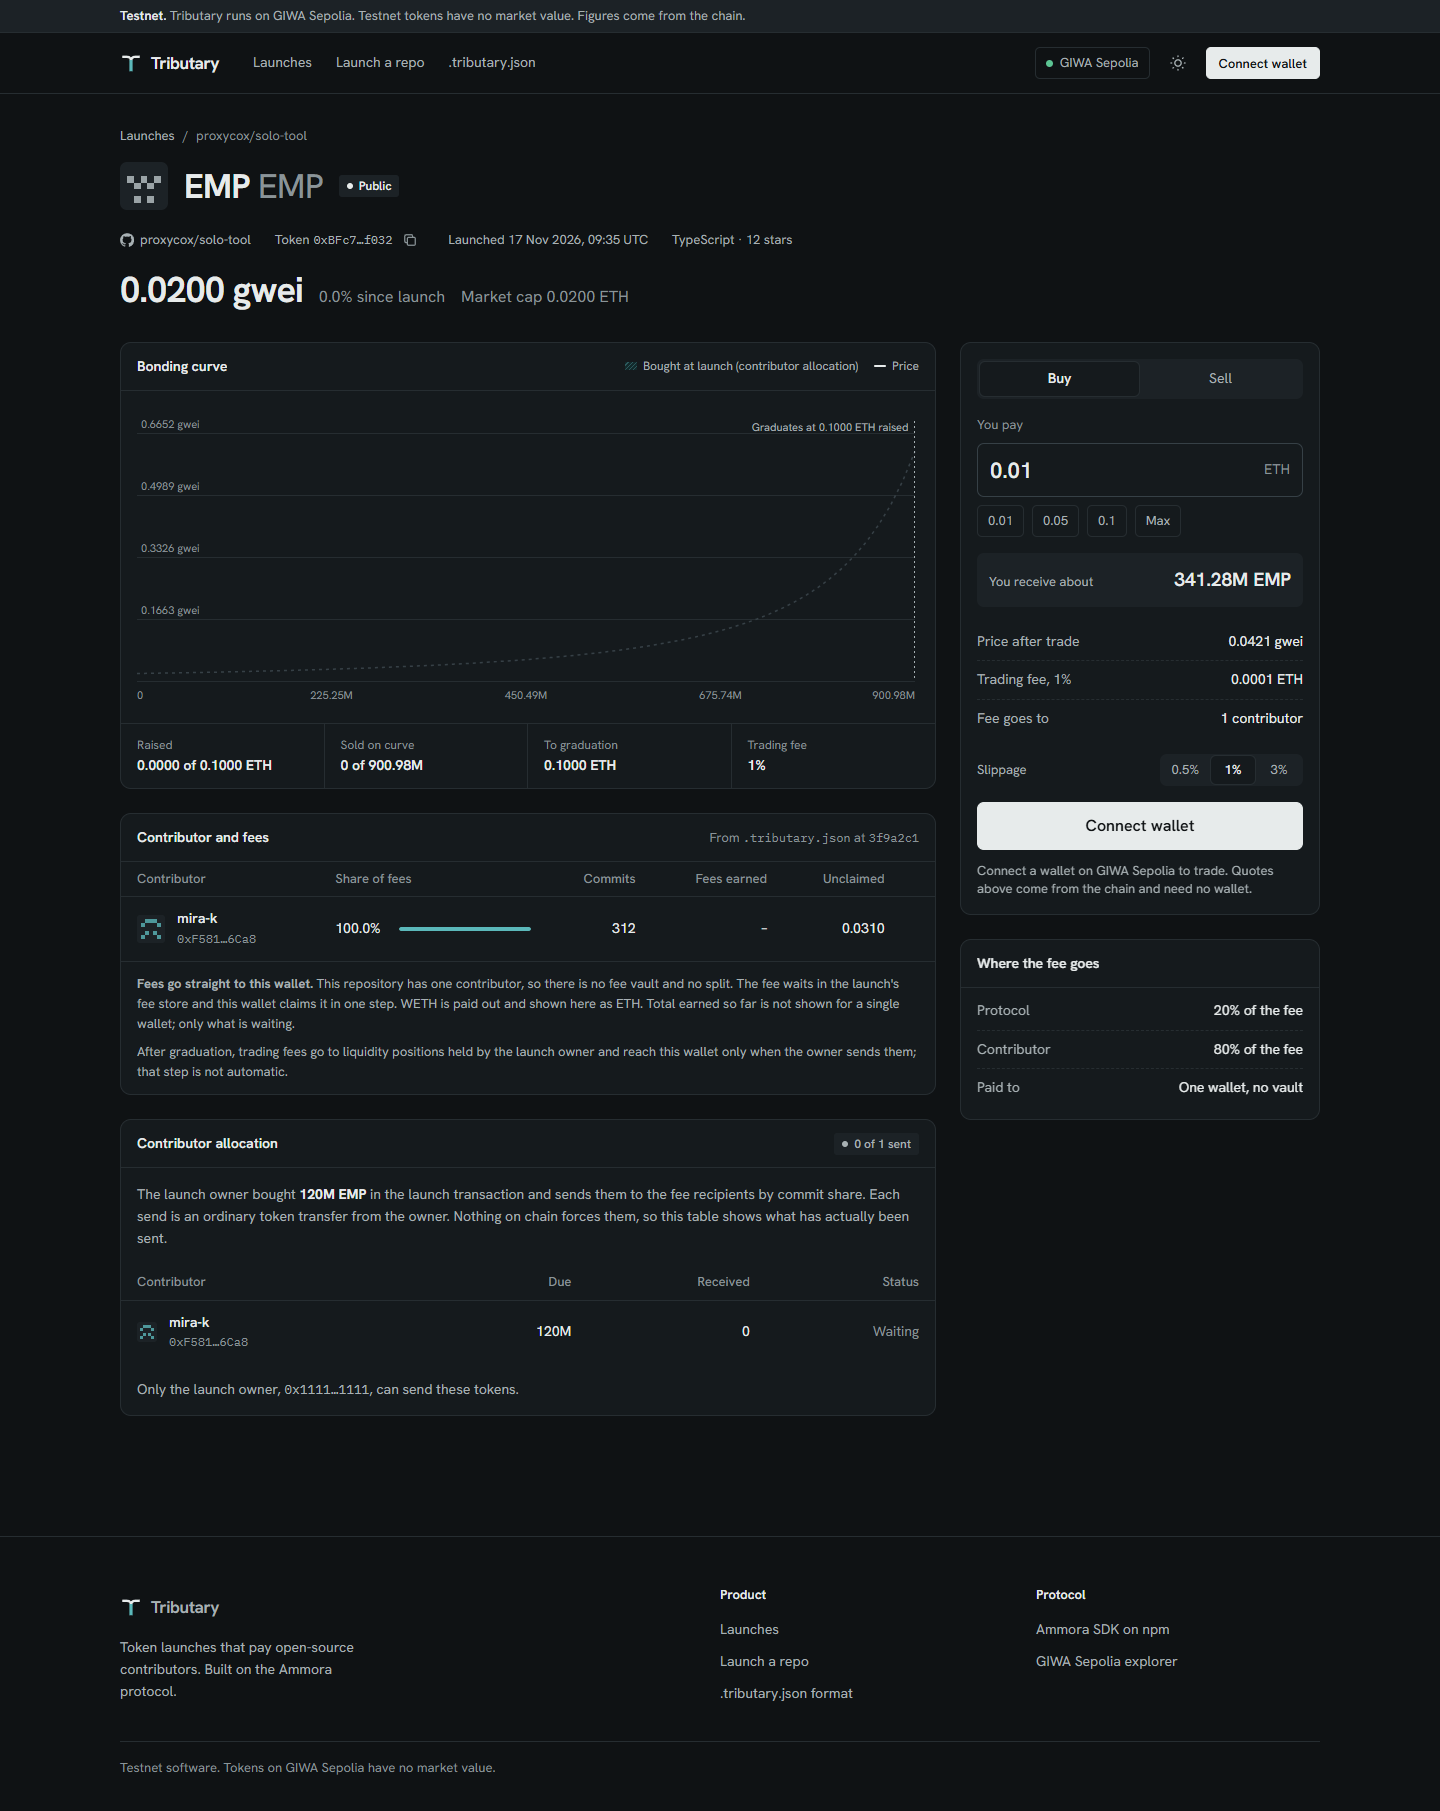 Testnet. Tributary runs on GIWA Sepolia. Testnet tokens have no market value. Figures come from the chain.
Tributary
Launches
Launch a repo
.tributary.json
GIWA Sepolia
Connect wallet
Launches / proxycox/solo-tool
EMP EMP
Public
proxycox/solo-tool
Token 0xBFc7…f032
Launched 17 Nov 2026, 09:35 UTC
TypeScript · 12 stars
0.0200 gwei
0.0% since launch
Market cap 0.0200 ETH
Bonding curve
Bought at launch (contributor allocation)
Price
Graduates at 0.1000 ETH raised
0.6652 gwei
0.4989 gwei
0.3326 gwei
0.1663 gwei
0
225.25M
450.49M
675.74M
900.98M
Raised
0.0000 of 0.1000 ETH
Sold on curve
0 of 900.98M
To graduation
0.1000 ETH
Trading fee
1%
Buy
Sell
You pay
0.01
ETH
0.01
0.05
0.1
Max
You receive about
341.28M EMP
Price after trade
0.0421 gwei
Trading fee, 1%
0.0001 ETH
Fee goes to
1 contributor
Slippage
0.5%
1%
3%
Connect wallet
Connect a wallet on GIWA Sepolia to trade. Quotes
above come from the chain and need no wallet.
Contributor and fees
From .tributary.json at 3f9a2c1
Contributor
Share of fees
Commits
Fees earned
Unclaimed
mira-k
0xF581…6Ca8
100.0%
312
–
0.0310
Fees go straight to this wallet. This repository has one contributor, so there is no fee vault and no split. The fee waits in the launch's
fee store and this wallet claims it in one step. WETH is paid out and shown here as ETH. Total earned so far is not shown for a single
wallet; only what is waiting.
After graduation, trading fees go to liquidity positions held by the launch owner and reach this wallet only when the owner sends them;
that step is not automatic.
Where the fee goes
Protocol
20% of the fee
Contributor
80% of the fee
Paid to
One wallet, no vault
Contributor allocation
0 of 1 sent
The launch owner bought 120M EMP in the launch transaction and sends them to the fee recipients by commit share. Each
send is an ordinary token transfer from the owner. Nothing on chain forces them, so this table shows what has actually been
sent.
Contributor
Due
Received
Status
mira-k
0xF581…6Ca8
120M
0
Waiting
Only the launch owner, 0x1111…1111, can send these tokens.
Tributary
Token launches that pay open-source
contributors. Built on the Ammora
protocol.
Product
Launches
Launch a repo
.tributary.json format
Protocol
Ammora SDK on npm
GIWA Sepolia explorer
Testnet software. Tokens on GIWA Sepolia have no market value.